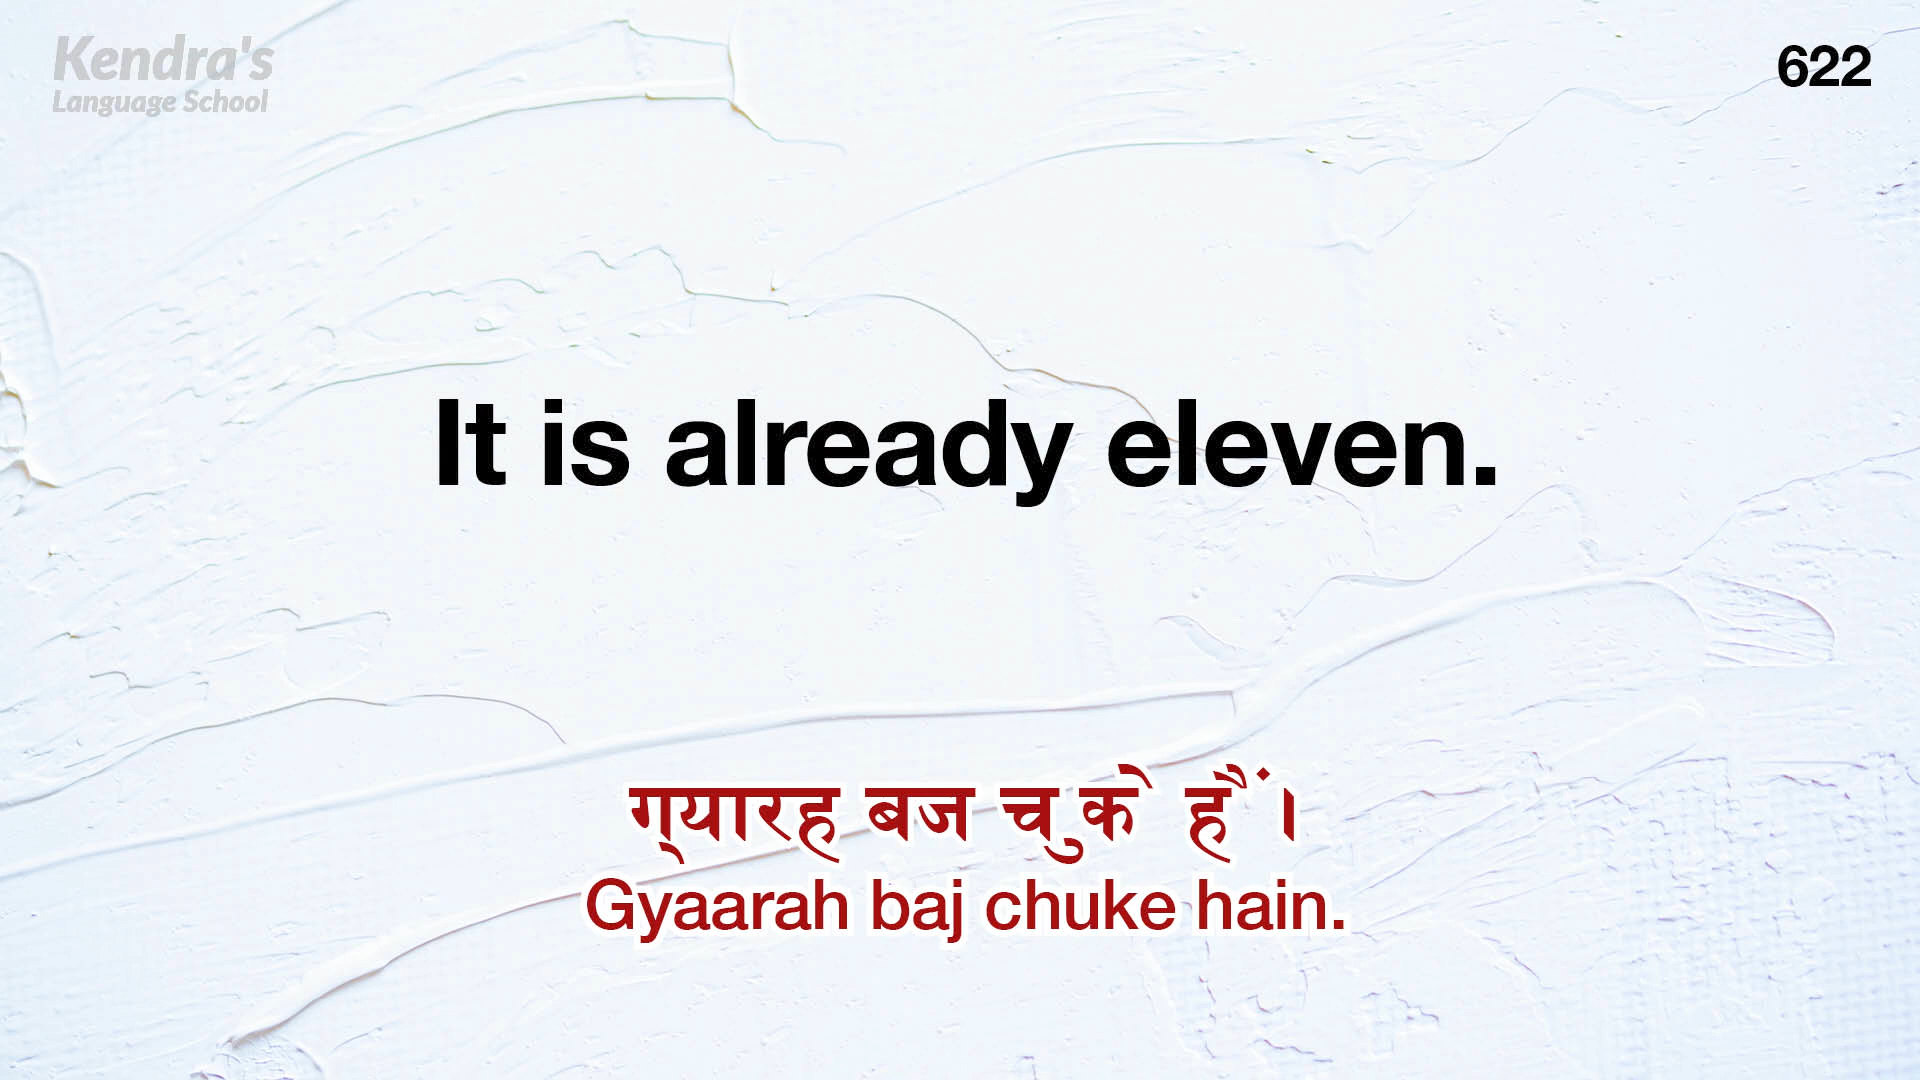 Kendra's
Language School
622
It is already eleven.
ग्यारह बज चुके हैं।
Gyaarah baj chuke hain.